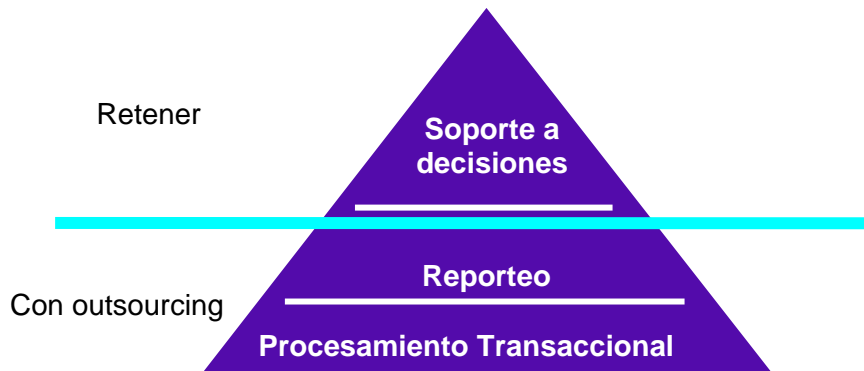 Retener
Soporte a
decisiones
Reporteo
Con outsourcing
Procesamiento Transaccional